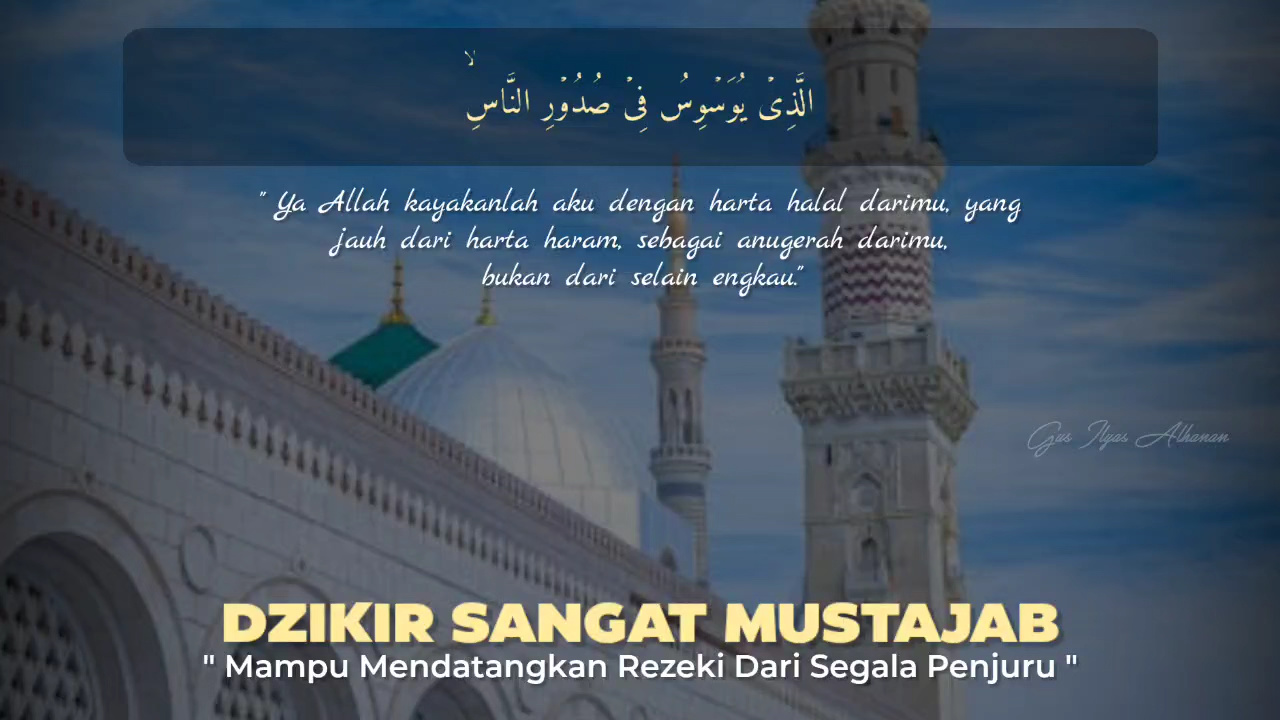 الَّذِىْ يُوَسْوِسُ فِىْ صُدُوْرِ النَّاسِۙ
" Ya Allah kayakanlah aku dengan harta halal darimu, yang
jauh dari harta haram, sebagai anugerah darimu,
bukan dari selain engkau."
Gus Ilyas Alhanan
DZIKIR SANGAT MUSTAJAB
" Mampu Mendatangkan Rezeki Dari Segala Penjuru "